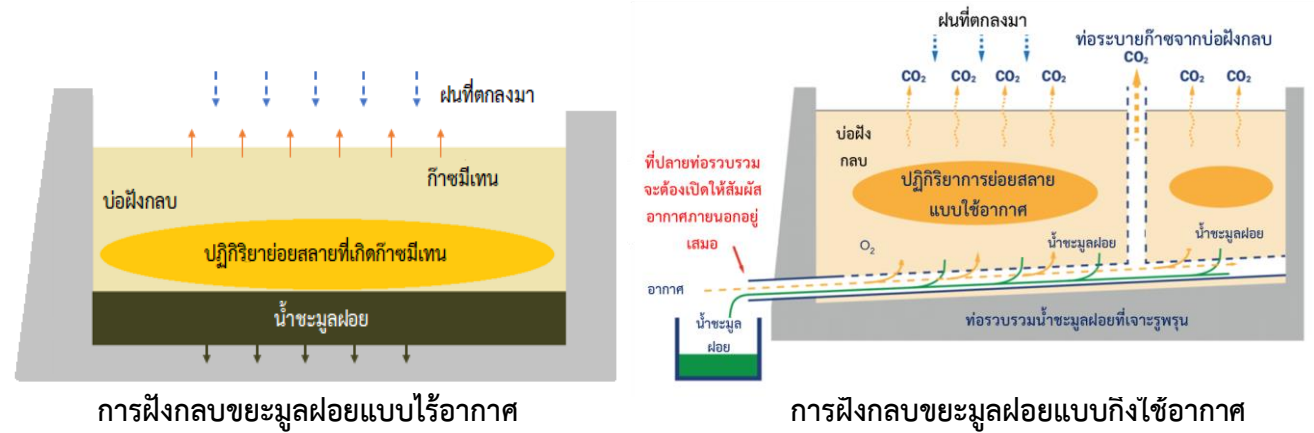 ฝนที่ตกลงมา
ก๊าซมีเทน
บ่อฝังกลบ
ปฏิกิริยาย่อยสลายที่เกิดก๊าซมีเทน
น้ำชะมูลฝอย
การฝังกลบขยะมูลฝอยแบบไร้อากาศ
ฝนที่ตกลงมา
ท่อระบายก๊าซจากบ่อฝังกลบ
CO₂
CO₂ CO₂ CO₂ CO₂ CO₂ CO₂
บ่อฝัง
กลบ
ที่ปลายท่อรวบรวม
จะต้องเปิดให้สัมผัส
อากาศภายนอกอยู่
เสมอ
ปฏิกิริยาการย่อยสลาย
แบบใช้อากาศ
O₂
น้ำชะมูลฝอย
น้ำชะมูลฝอย
อากาศ
น้ำชะมูล
ฝอย
ท่อรวบรวมน้ำชะมูลฝอยที่เจาะรูพรุน
การฝังกลบขยะมูลฝอยแบบกึ่งใช้อากาศ